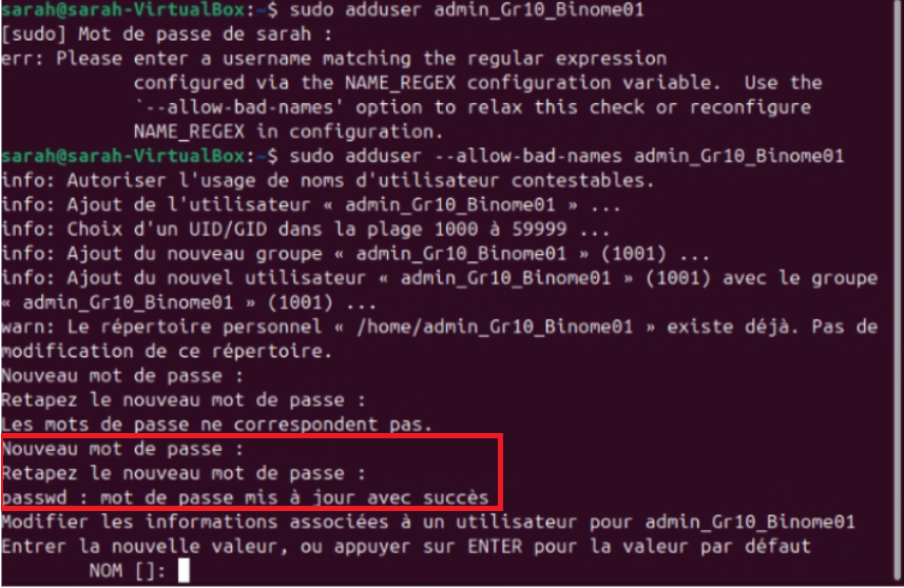 sarah@sarah-VirtualBox:~$ sudo adduser admin_Gr10_Binome01
[sudo] Mot de passe de sarah :
err: Please enter a username matching the regular expression
configured via the NAME_REGEX configuration variable.  Use the
`--allow-bad-names' option to relax this check or reconfigure
NAME_REGEX in configuration.
sarah@sarah-VirtualBox:~$ sudo adduser --allow-bad-names admin_Gr10_Binome01
info: Autoriser l'usage de noms d'utilisateur contestables.
info: Ajout de l'utilisateur « admin_Gr10_Binome01 » ...
info: Choix d'un UID/GID dans la plage 1000 à 59999 ...
info: Ajout du nouveau groupe « admin_Gr10_Binome01 » (1001) ...
info: Ajout du nouvel utilisateur « admin_Gr10_Binome01 » (1001) avec le groupe
« admin_Gr10_Binome01 » (1001) ...
warn: Le répertoire personnel « /home/admin_Gr10_Binome01 » existe déjà. Pas de
modification de ce répertoire.
Nouveau mot de passe :
Retapez le nouveau mot de passe :
Les mots de passe ne correspondent pas.
Nouveau mot de passe :
Retapez le nouveau mot de passe :
passwd : mot de passe mis à jour avec succès
Modifier les informations associées à un utilisateur pour admin_Gr10_Binome01
Entrer la nouvelle valeur, ou appuyer sur ENTER pour la valeur par défaut
NOM []: